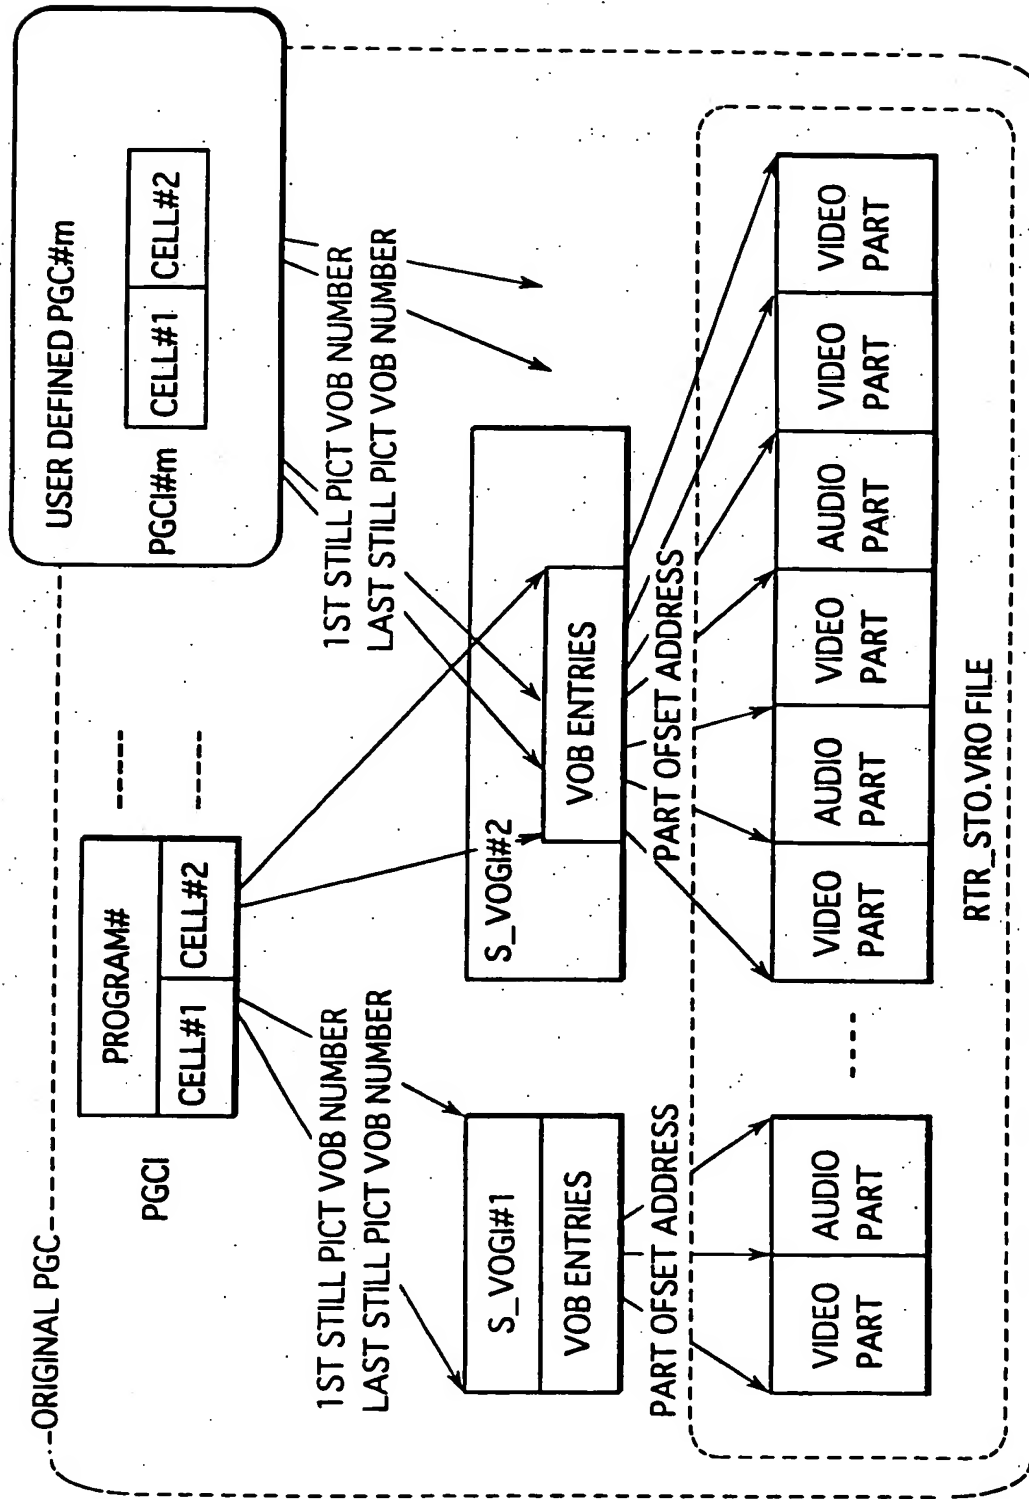 ORIGINAL PGC
USER DEFINED PGC#m
PGCI#m
CELL#1
CELL#2
PGCI
PROGRAM#
CELL#1
CELL#2
1ST STILL PICT VOB NUMBER
LAST STILL PICT VOB NUMBER
1ST STILL PICT VOB NUMBER
LAST STILL PICT VOB NUMBER
S_VOGI#1
VOB ENTRIES
S_VOGI#2
VOB ENTRIES
PART OFSET ADDRESS
PART OFSET ADDRESS
VIDEO
PART
AUDIO
PART
VIDEO
PART
AUDIO
PART
VIDEO
PART
AUDIO
PART
VIDEO
PART
VIDEO
PART
RTR_STO.VRO FILE